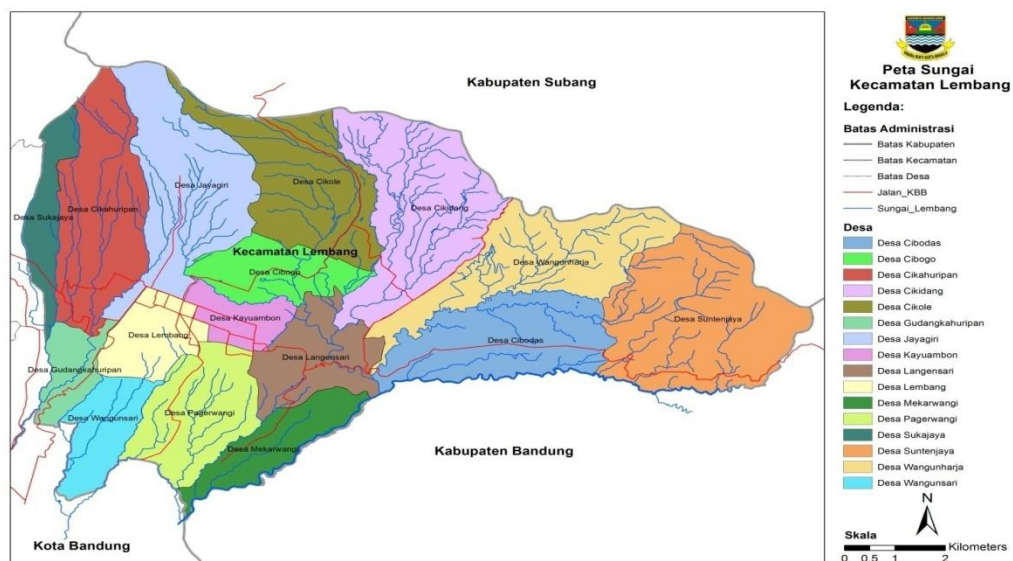 Kabupaten Subang
Desa Jayagiri
Desa Cikole
Desa Cikidang
Desa Cikahuripan
Desa Sukajaya
Kecamatan Lembang
Desa Cibogo
Desa Wangunharja
Desa Kayuambon
Desa Suntenjaya
Desa Lembang
Desa Cibodas
Desa Langensari
Desa Gudangkahuripan
Desa Pagerwangi
Desa Wangunsari
Desa Mekarwangi
Kabupaten Bandung
Kota Bandung
Peta Sungai
Kecamatan Lembang
Legenda:
Batas Administrasi
Batas Kabupaten
Batas Kecamatan
Batas Desa
Jalan_KBB
Sungai_Lembang
Desa
Desa Cibodas
Desa Cibogo
Desa Cikahuripan
Desa Cikidang
Desa Cikole
Desa Gudangkahuripan
Desa Jayagiri
Desa Kayuambon
Desa Langensari
Desa Lembang
Desa Mekarwangi
Desa Pagerwangi
Desa Sukajaya
Desa Suntenjaya
Desa Wangunharja
Desa Wangunsari
N
Skala
Kilometers
0 0.5 1 2